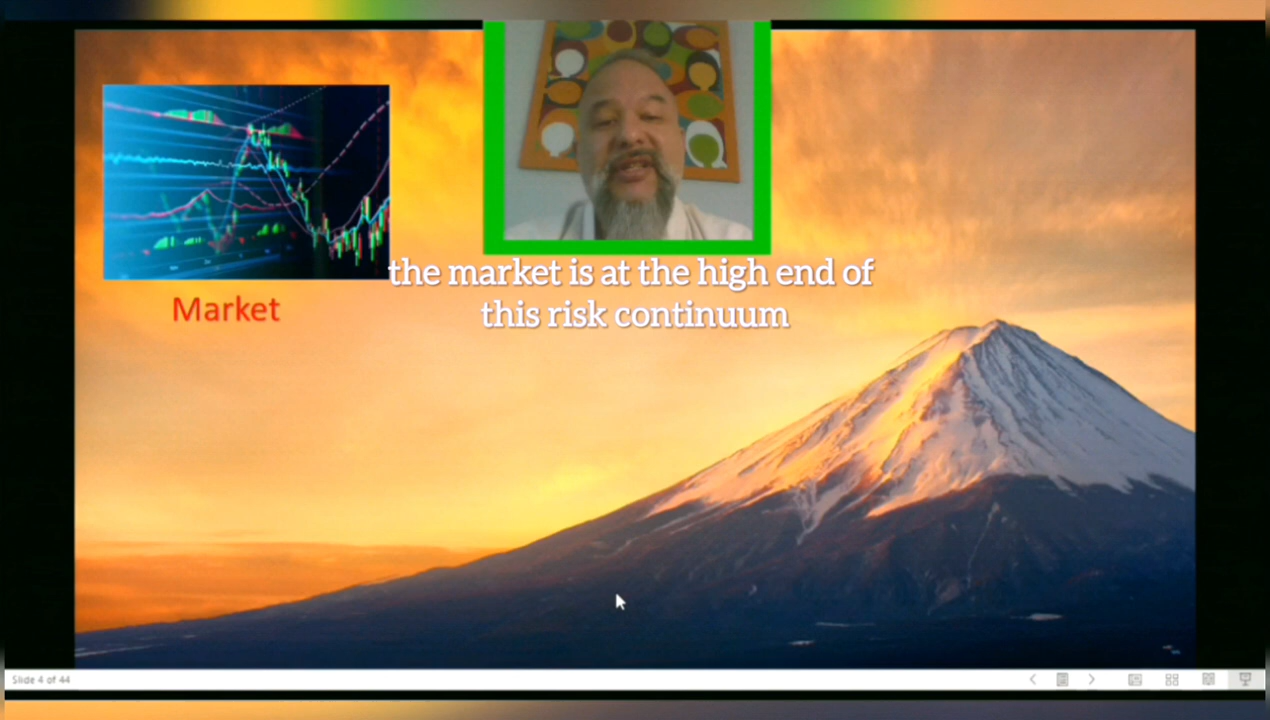 the market is at the high end of
this risk continuum
Market
Slide 4 of 44